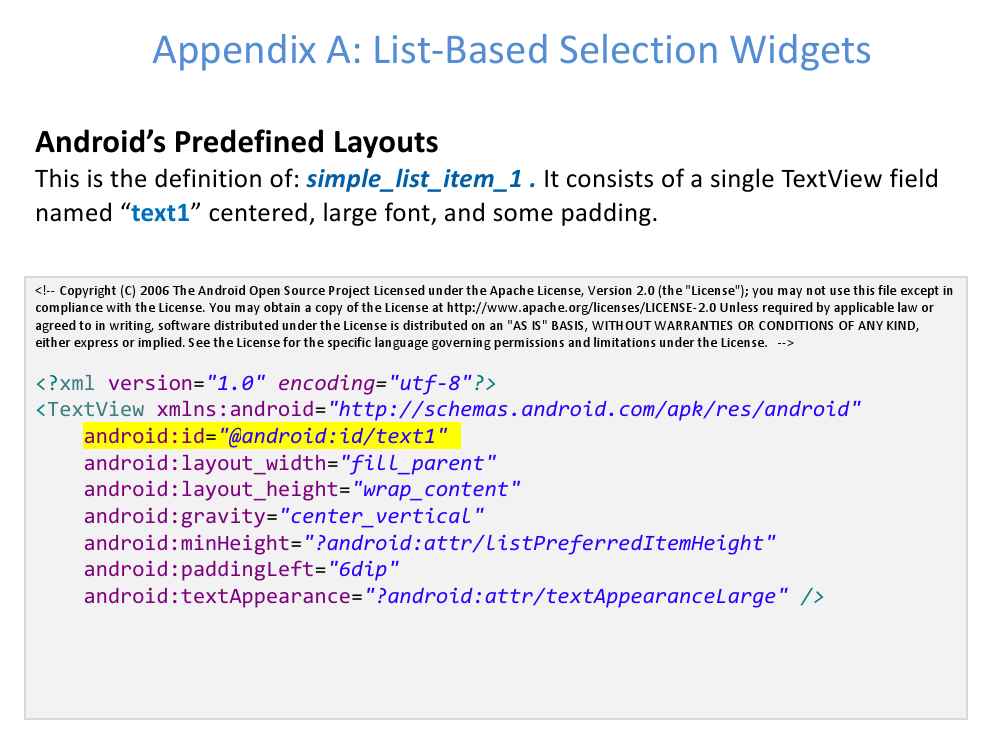 Appendix A: List-Based Selection Widgets
Android's Predefined Layouts
This is the definition of: simple_list_item_1 . It consists of a single TextView field
named “text1” centered, large font, and some padding.
<!-- Copyright (C) 2006 The Android Open Source Project Licensed under the Apache License, Version 2.0 (the "License"); you may not use this file except in
compliance with the License. You may obtain a copy of the License at http://www.apache.org/licenses/LICENSE-2.0 Unless required by applicable law or
agreed to in writing, software distributed under the License is distributed on an "AS IS" BASIS, WITHOUT WARRANTIES OR CONDITIONS OF ANY KIND,
either express or implied. See the License for the specific language governing permissions and limitations under the License. -->
<?xml version="1.0" encoding="utf-8"?>
<TextView xmlns:android="http://schemas.android.com/apk/res/android"
android:id="@android:id/text1"
android:layout_width="fill_parent"
android:layout_height="wrap_content"
android:gravity="center_vertical"
android:minHeight="?android:attr/listPreferredItemHeight"
android:paddingLeft="6dip"
android:textAppearance="?android:attr/textAppearanceLarge" />